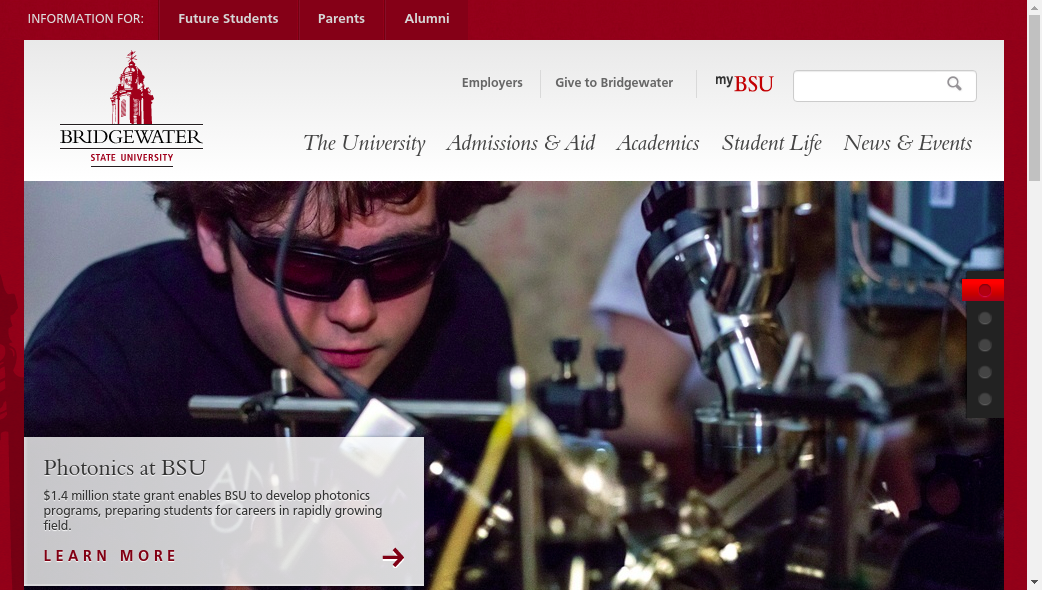 INFORMATION FOR:
Future Students
Parents
Alumni
Employers
Give to Bridgewater
myBSU
BRIDGEWATER
STATE UNIVERSITY
The University
Admissions & Aid
Academics
Student Life
News & Events
Photonics at BSU
$1.4 million state grant enables BSU to develop photonics
programs, preparing students for careers in rapidly growing
field.
LEARN MORE